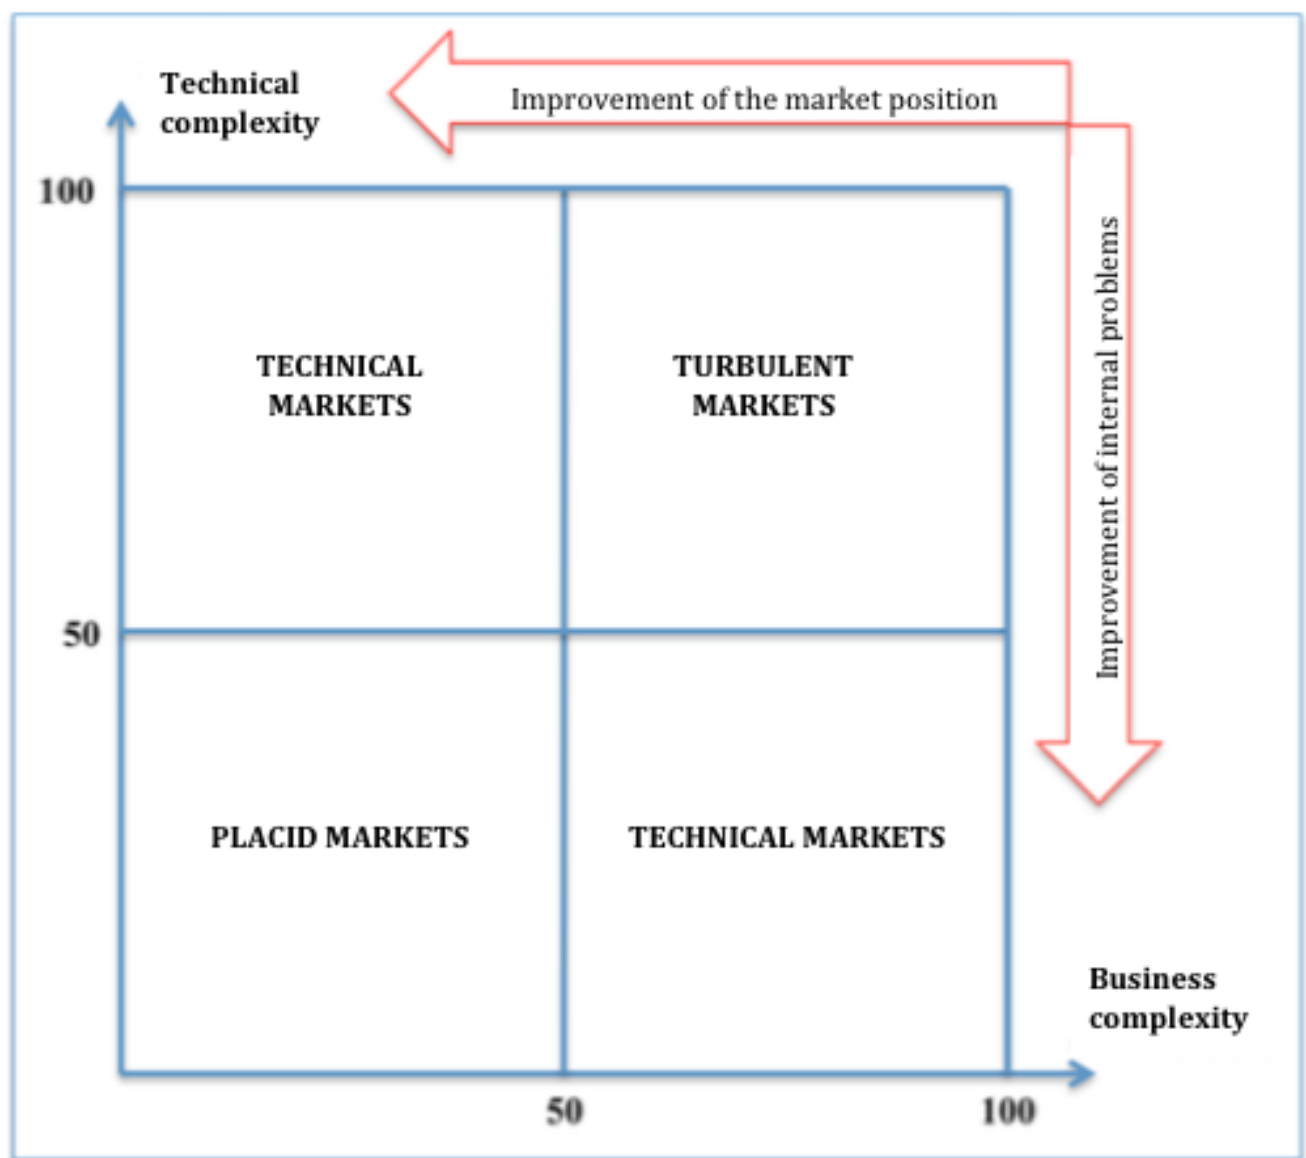 Technical
complexity
Improvement of the market position
100
Improvement of internal problems
TECHNICAL
MARKETS
TURBULENT
MARKETS
50
PLACID MARKETS
TECHNICAL MARKETS
Business
complexity
50
100